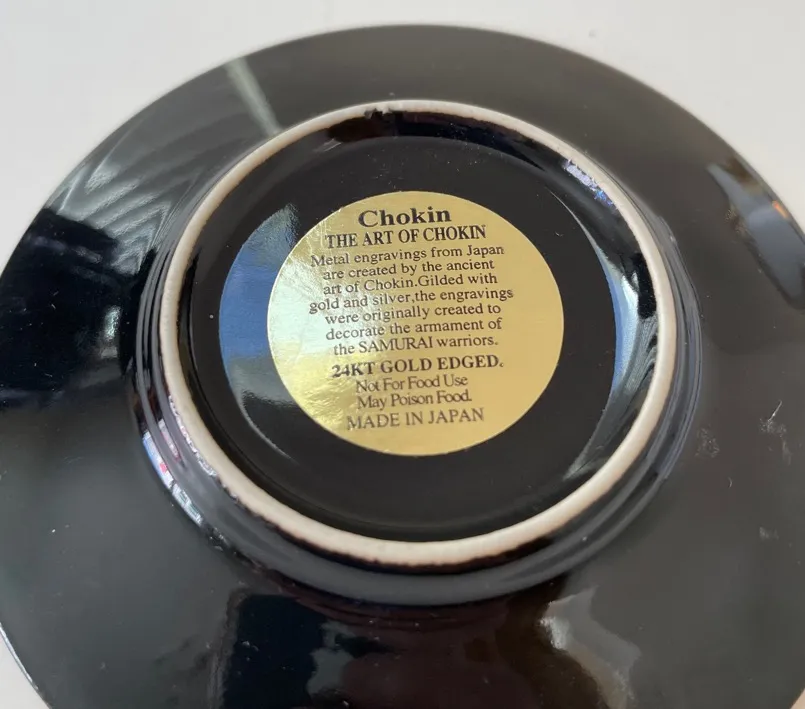 Chokin
THE ART OF CHOKIN
Metal engravings from Japan
are created by the ancient
art of Chokin.Gilded with
gold and silver,the engravings
were originally created to
decorate the armament of
the SAMURAI warriors.
24KT GOLD EDGED.
Not For Food Use
May Poison Food.
MADE IN JAPAN